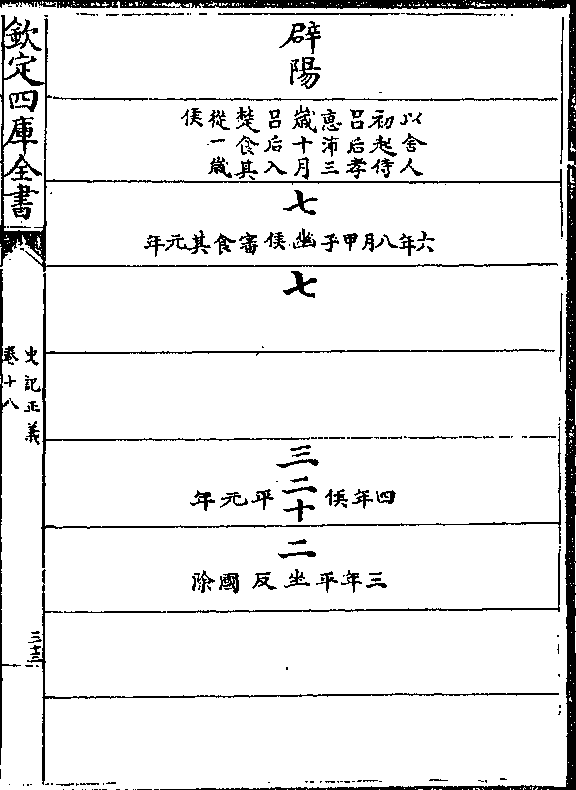 辟陽
以舍人
初起侍
呂后孝
惠沛三
歲十月
呂后入
楚食其
從一歲
侯
七
六年八月甲子幽侯審食其元年
七
三
二十
四年侯平元年
二
三年平坐反國除
欽定四庫全書
史記正義
卷十八
三十三